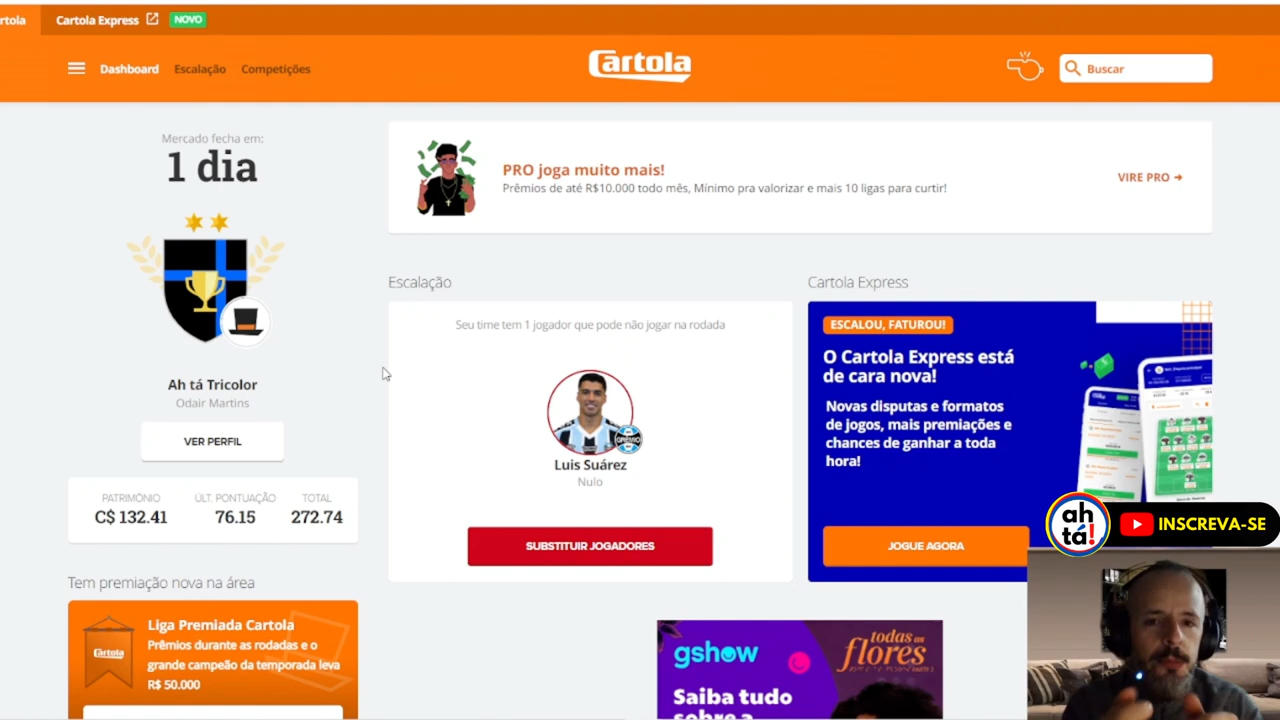 rtola
Cartola Express
NOVO
Dashboard
Escalação
Competições
Cartola
Buscar
Mercado fecha em:
1 dia
Ah tá Tricolor
Odair Martins
VER PERFIL
PATRIMÔNIO
ÚLT. PONTUAÇÃO
TOTAL
C$ 132.41
76.15
272.74
Tem premiação nova na área
Cartola
Liga Premiada Cartola
Prêmios durante as rodadas e o
grande campeão da temporada leva
R$ 50.000
PRO joga muito mais!
Prêmios de até R$10.000 todo mês, Mínimo pra valorizar e mais 10 ligas para curtir!
VIRE PRO
Escalação
Seu time tem 1 jogador que pode não jogar na rodada
GRÊMIO
Luis Suárez
Nulo
SUBSTITUIR JOGADORES
Cartola Express
ESCALOU, FATUROU!
O Cartola Express está
de cara nova!
Novas disputas e formatos
de jogos, mais premiações e
chances de ganhar a toda
hora!
JOGUE AGORA
gshow
todas as
flores
Saiba tudo
sobre a
ah
tá!
INSCREVA-SE